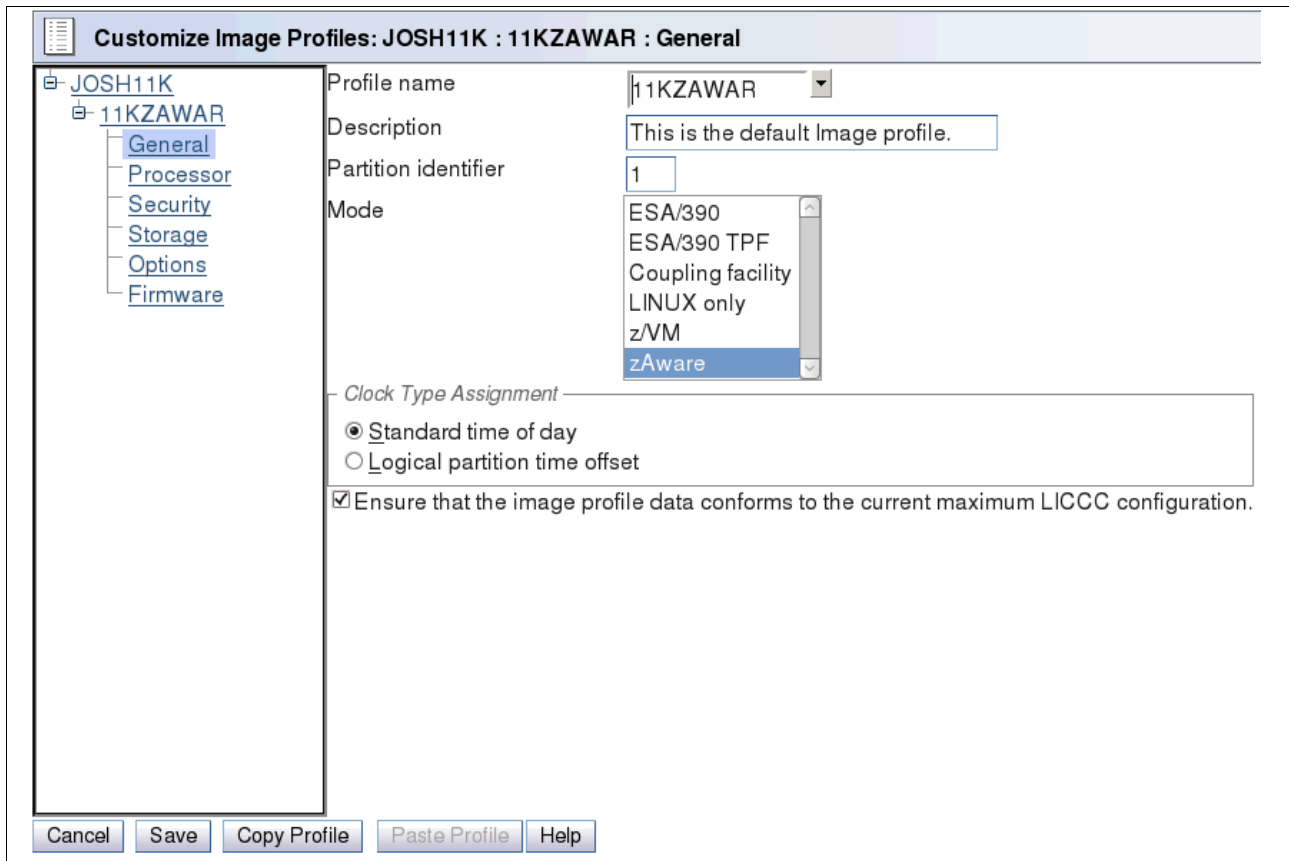 Customize Image Profiles: JOSH11K : 11KZAWAR : General
JOSH11K
11KZAWAR
General
Processor
Security
Storage
Options
Firmware
Profile name
11KZAWAR
Description
This is the default Image profile.
Partition identifier
1
Mode
ESA/390
ESA/390 TPF
Coupling facility
LINUX only
z/VM
zAware
Clock Type Assignment
Standard time of day
Logical partition time offset
Ensure that the image profile data conforms to the current maximum LICCC configuration.
Cancel
Save
Copy Profile
Paste Profile
Help